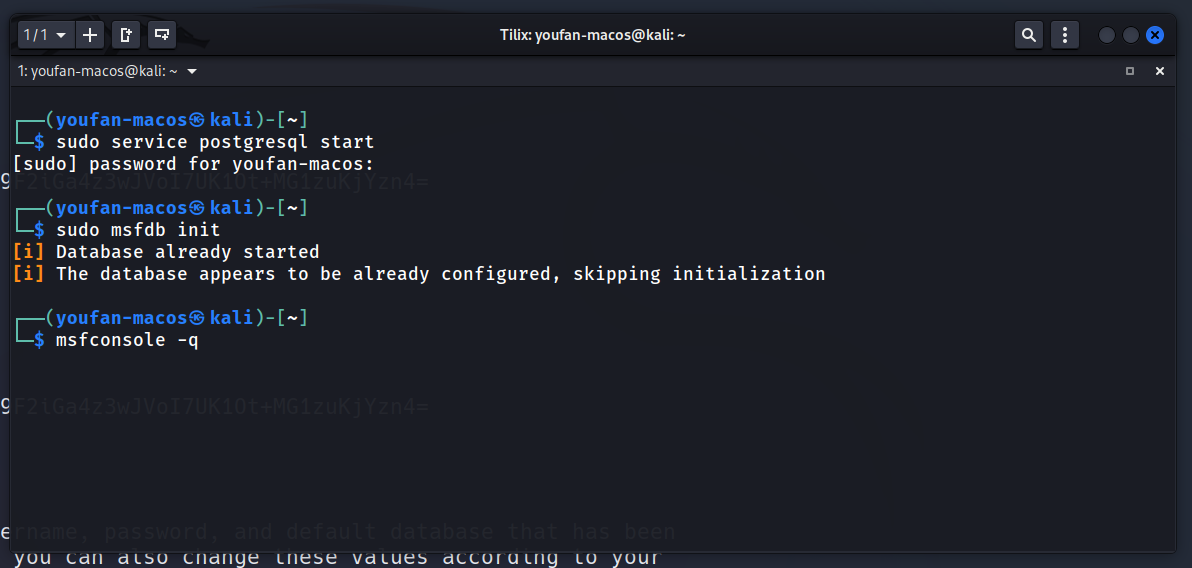 1/1
Tilix: youfan-macos@kali: ~
1: youfan-macos@kali: ~
┌──(youfan-macos㉿kali)-[~]
└─$ sudo service postgresql start
[sudo] password for youfan-macos:
9F2iGa4z3wJVoI7UK1Ot+MG1zuKjYzn4=
┌──(youfan-macos㉿kali)-[~]
└─$ sudo msfdb init
[i] Database already started
[i] The database appears to be already configured, skipping initialization
┌──(youfan-macos㉿kali)-[~]
└─$ msfconsole -q
9F2iGa4z3wJVoI7UK1Ot+MG1zuKjYzn4=
ername, password, and default database that has been
you can also change these values according to your